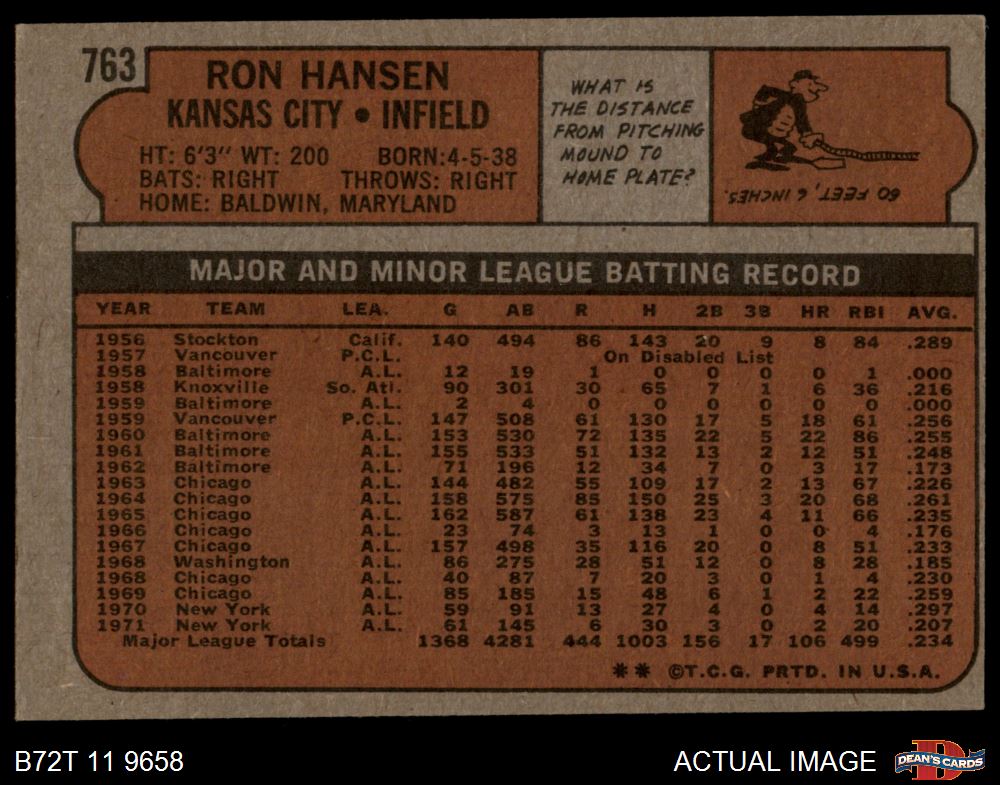 763
RON HANSEN
KANSAS CITY • INFIELD
HT: 6'3" WT: 200 BORN:4-5-38
BATS: RIGHT THROWS: RIGHT
HOME: BALDWIN, MARYLAND
WHAT IS
THE DISTANCE
FROM PITCHING
MOUND TO
HOME PLATE?
60 FEET, 6 INCHES.
MAJOR AND MINOR LEAGUE BATTING RECORD
YEAR TEAM LEA. G AB R H 2B 3B HR RBI AVG.
1956 Stockton Calif. 140 494 86 143 20 9 8 84 .289
1957 Vancouver P.C.L. On Disabled List
1958 Baltimore A.L. 12 19 1 0 0 0 0 1 .000
1958 Knoxville So. Atl. 90 301 30 65 7 1 6 36 .216
1959 Baltimore A.L. 2 4 0 0 0 0 0 0 .000
1959 Vancouver P.C.L. 147 508 61 130 17 5 18 61 .256
1960 Baltimore A.L. 153 530 72 135 22 5 22 86 .255
1961 Baltimore A.L. 155 533 51 132 13 2 12 51 .248
1962 Baltimore A.L. 71 196 12 34 7 0 3 17 .173
1963 Chicago A.L. 144 482 55 109 17 2 13 67 .226
1964 Chicago A.L. 158 575 85 150 25 3 20 68 .261
1965 Chicago A.L. 162 587 61 138 23 4 11 66 .235
1966 Chicago A.L. 23 74 3 13 1 0 0 4 .176
1967 Chicago A.L. 157 498 35 116 20 0 8 51 .233
1968 Washington A.L. 86 275 28 51 12 0 8 28 .185
1968 Chicago A.L. 40 87 7 20 3 0 1 4 .230
1969 Chicago A.L. 85 185 15 48 6 1 2 22 .259
1970 New York A.L. 59 91 13 27 4 0 4 14 .297
1971 New York A.L. 61 145 6 30 3 0 2 20 .207
Major League Totals 1368 4281 444 1003 156 17 106 499 .234
** ©T.C.G. PRTD. IN U.S.A.
B72T 11 9658
ACTUAL IMAGE
DEAN'S CARDS